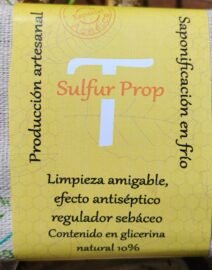 Producción artesanal
Saponificación en frío
T
Sulfur Prop
Limpieza amigable,
efecto antiséptico
regulador sebáceo
Contenido en glicerina
natural 10%